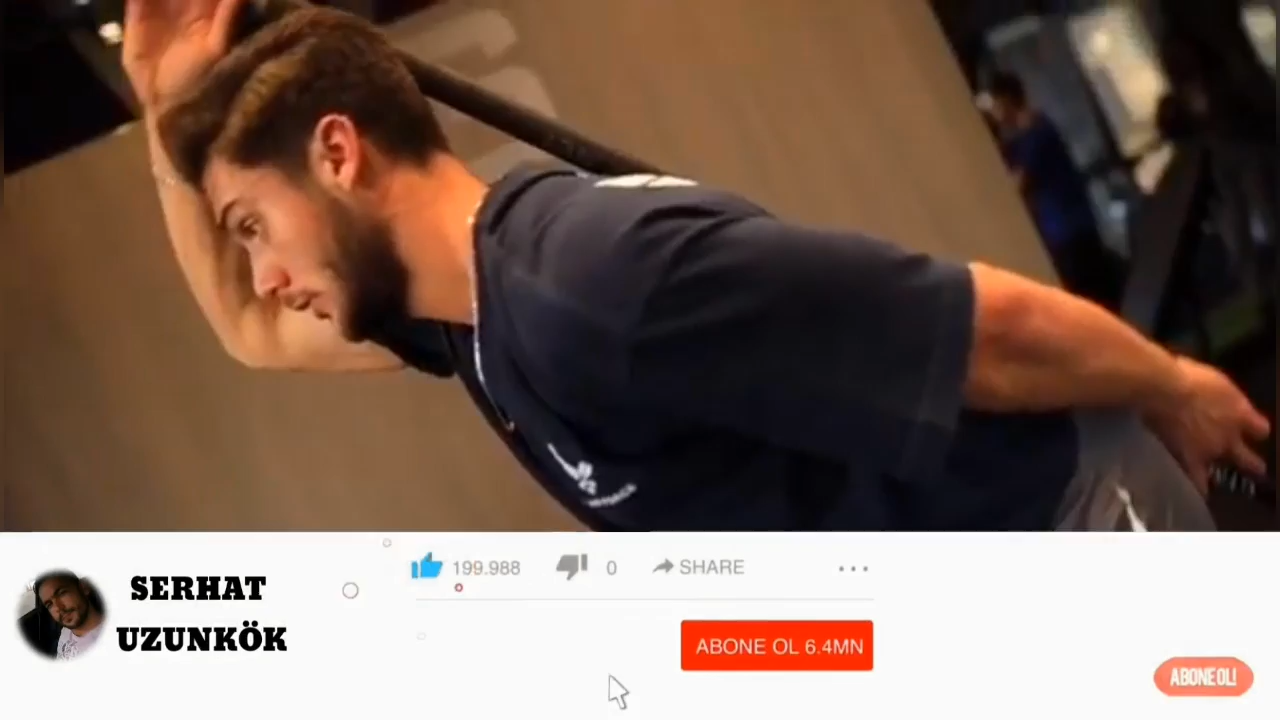 SERHAT
UZUNKÖK
199.988 0 SHARE
ABONE OL 6.4MN
ABONE OL!